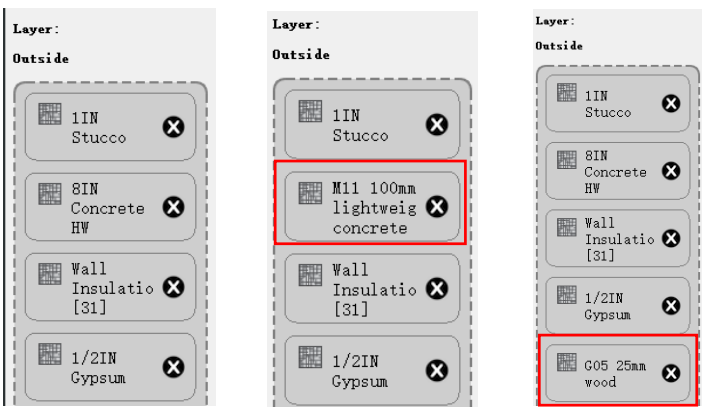 Layer:
Outside
1IN
Stucco
8IN
Concrete
HW
Wall
Insulatio
[31]
1/2IN
Gypsum
Layer:
Outside
1IN
Stucco
M11 100mm
lightweig
concrete
Wall
Insulatio
[31]
1/2IN
Gypsum
Layer:
Outside
1IN
Stucco
8IN
Concrete
HW
Wall
Insulatio
[31]
1/2IN
Gypsum
G05 25mm
wood